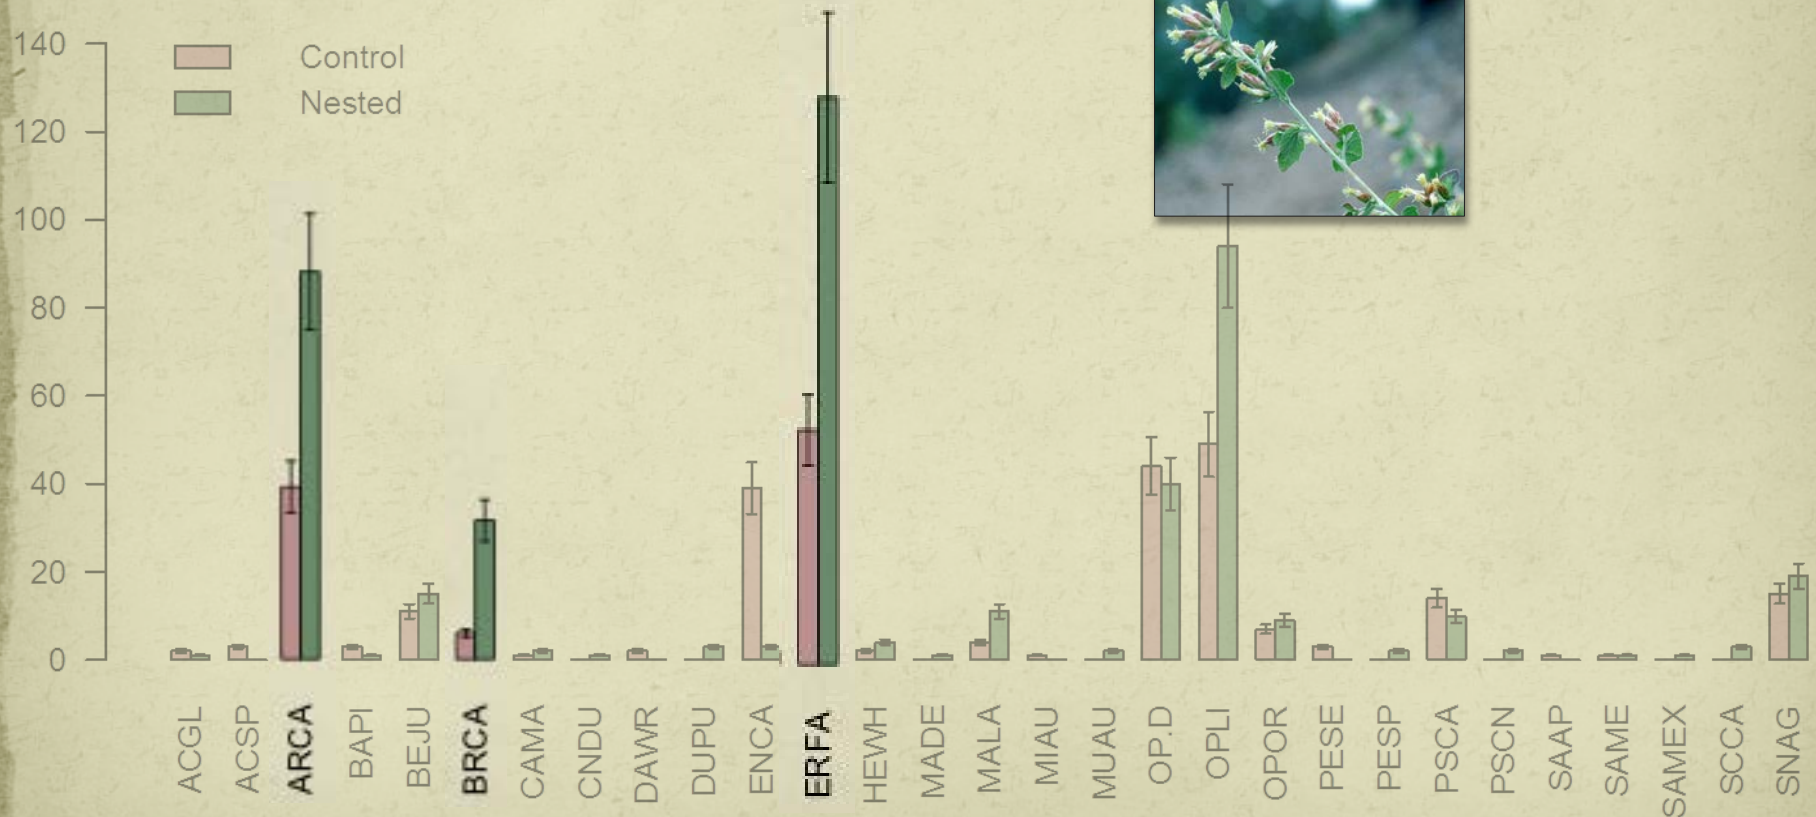 140
120
100
80
60
40
20
0
Control
Nested
ACGL
ACSP
ARCA
BAPI
BEJU
BRCA
CAMA
CNDU
DAWR
DUPU
ENCA
ERFA
HEWH
MADE
MALA
MIAU
MUAU
OP.D
OPLI
OPOR
PESE
PESP
PSCA
PSCN
SAAP
SAME
SAMEX
SCCA
SNAG